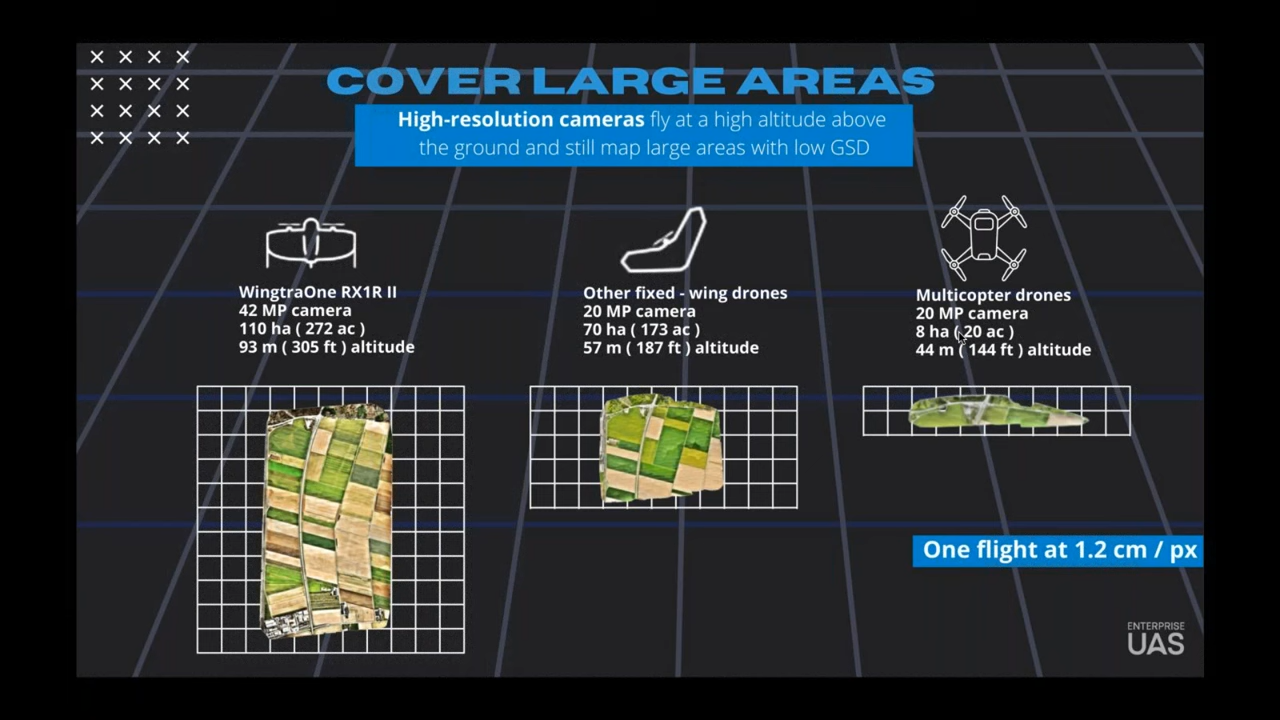 COVER LARGE AREAS
High-resolution cameras fly at a high altitude above
the ground and still map large areas with low GSD
WingtraOne RX1R II
42 MP camera
110 ha ( 272 ac )
93 m ( 305 ft ) altitude
Other fixed - wing drones
20 MP camera
70 ha ( 173 ac )
57 m ( 187 ft ) altitude
Multicopter drones
20 MP camera
8 ha ( 20 ac )
44 m ( 144 ft ) altitude
One flight at 1.2 cm / px
ENTERPRISE
UAS